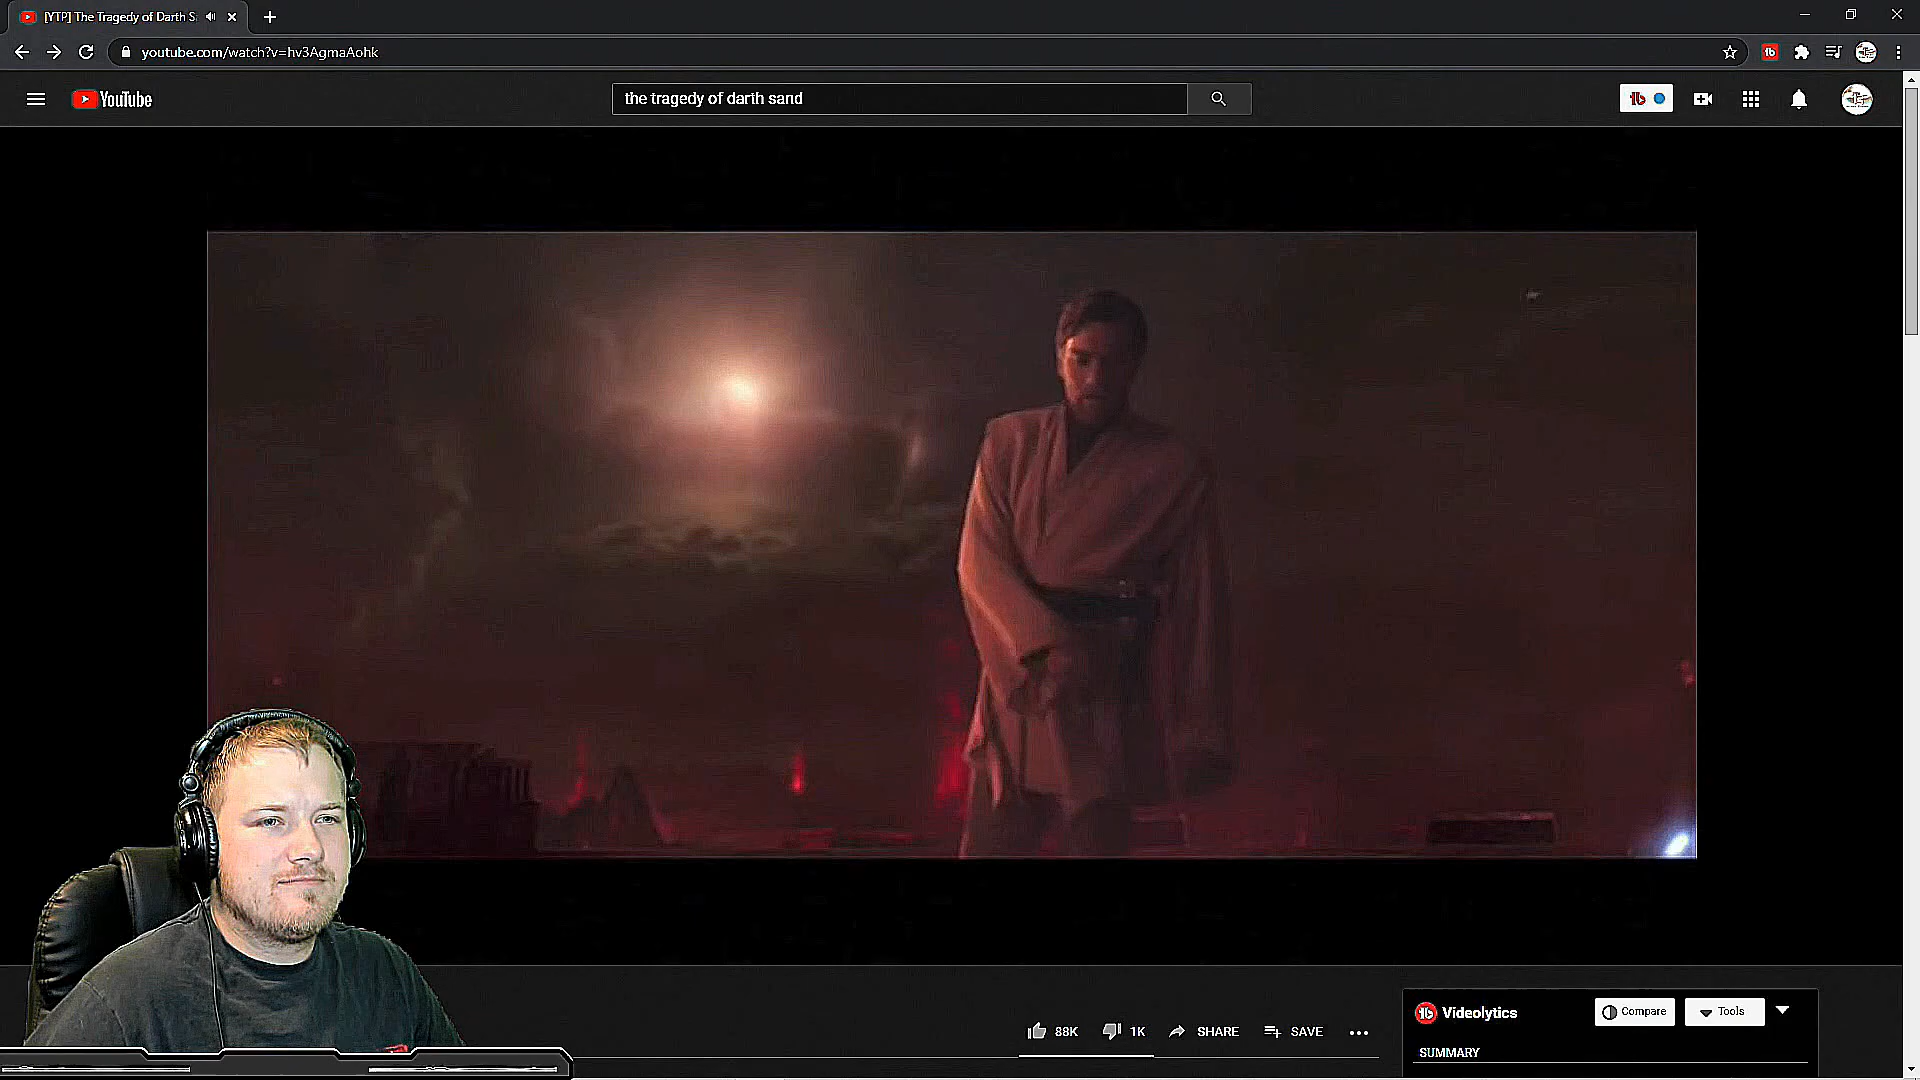 [YTP] The Tragedy of Darth S
youtube.com/watch?v=hv3AgmaAohk
YouTube
the tragedy of darth sand
88K
1K
SHARE
SAVE
Videolytics
Compare
Tools
SUMMARY